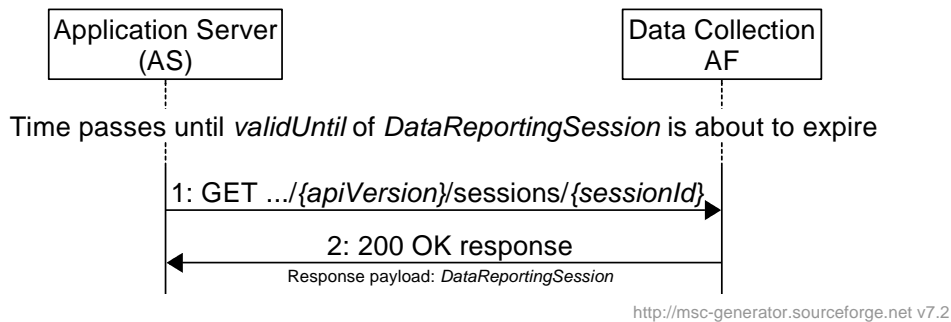 Application Server
(AS)
Data Collection
AF
Time passes until validUntil of DataReportingSession is about to expire
1: GET .../{apiVersion}/sessions/{sessionId}
2: 200 OK response
Response payload: DataReportingSession
http://msc-generator.sourceforge.net v7.2